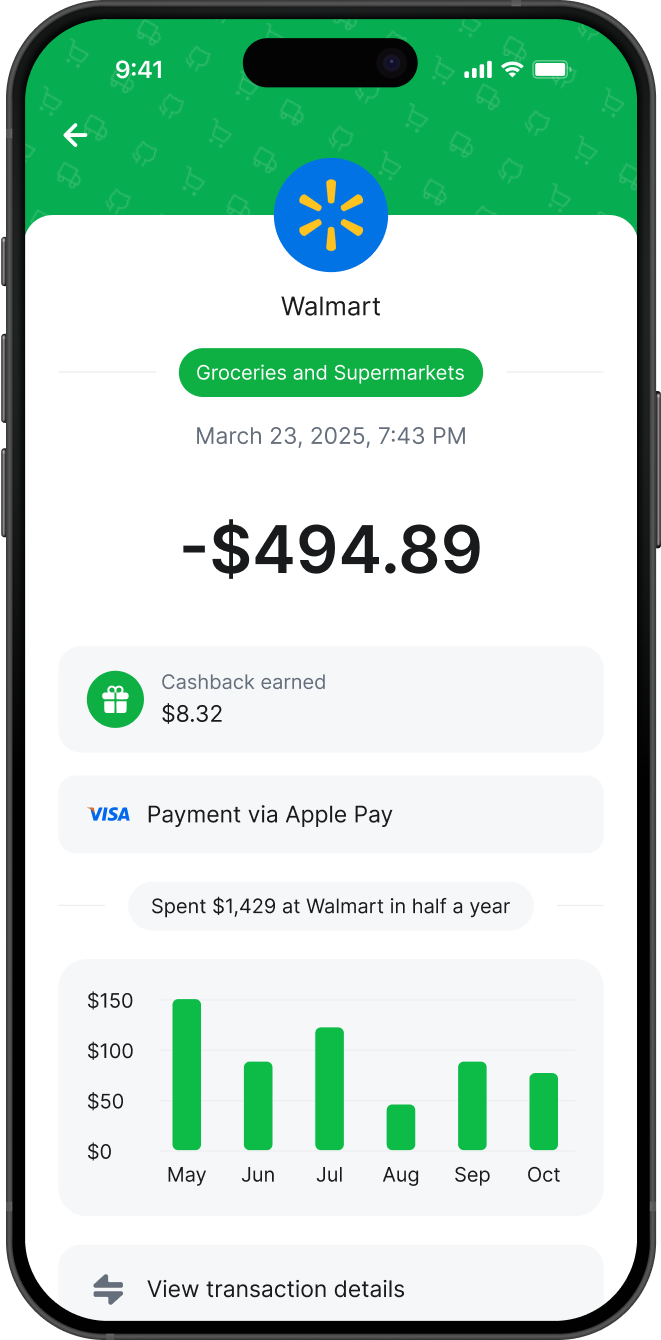 9:41
Walmart
Groceries and Supermarkets
March 23, 2025, 7:43 PM
-$494.89
Cashback earned
$8.32
VISA Payment via Apple Pay
Spent $1,429 at Walmart in half a year
$150
$100
$50
$0
May Jun Jul Aug Sep Oct
View transaction details